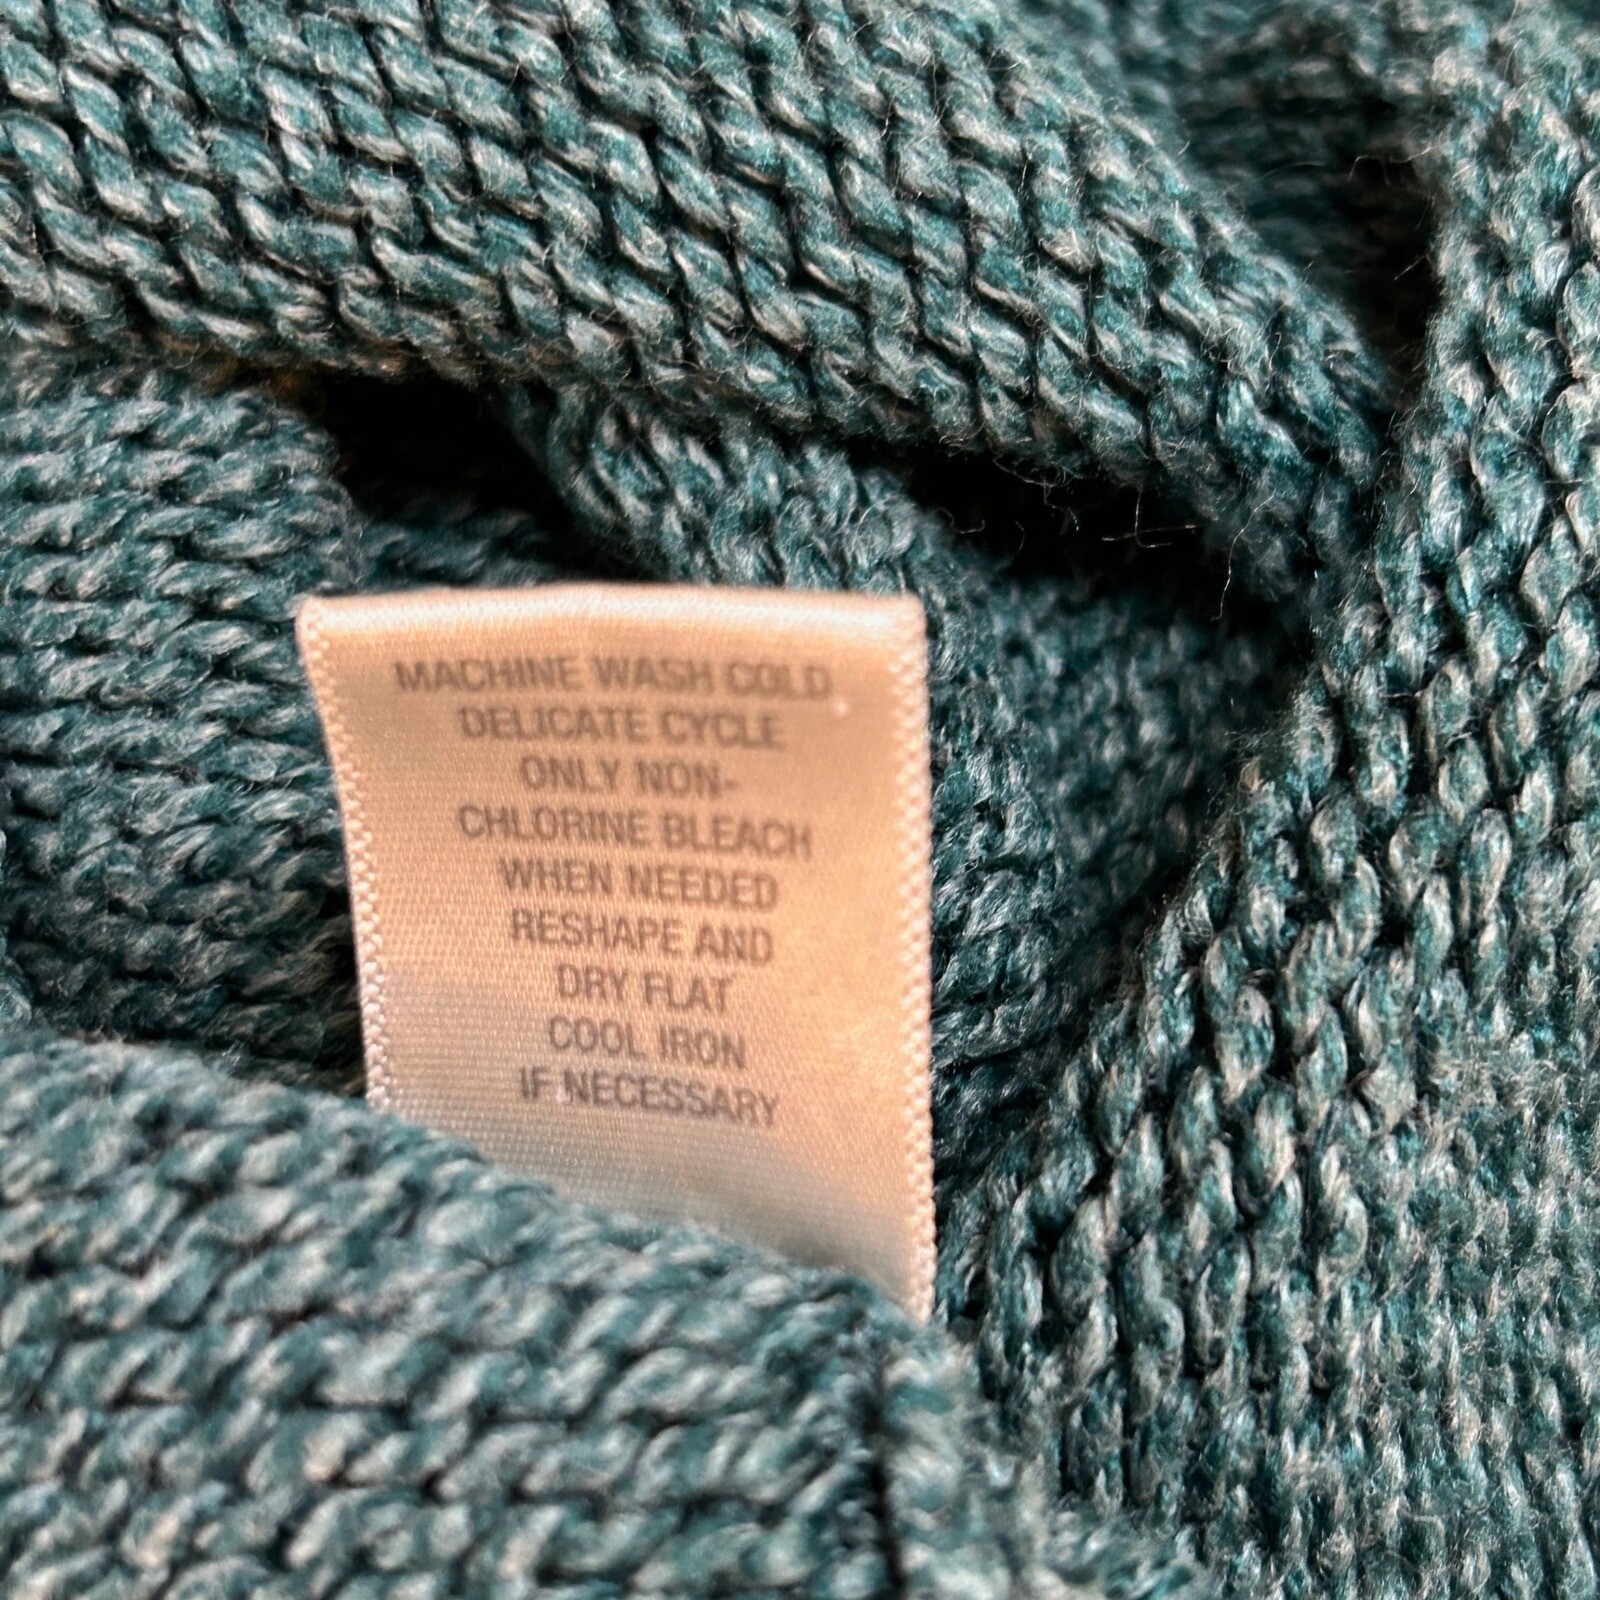 MACHINE WASH COLD
DELICATE CYCLE
ONLY NON-
CHLORINE BLEACH
WHEN NEEDED
RESHAPE AND
DRY FLAT
COOL IRON
IF NECESSARY